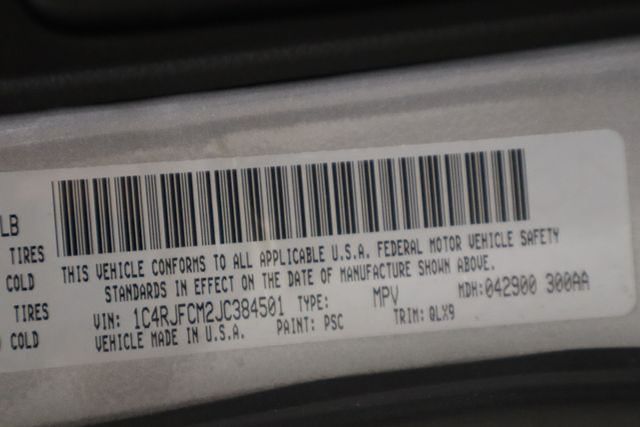 LB
TIRES
COLD
TIRES
COLD
THIS VEHICLE CONFORMS TO ALL APPLICABLE U.S.A. FEDERAL MOTOR VEHICLE SAFETY
STANDARDS IN EFFECT ON THE DATE OF MANUFACTURE SHOWN ABOVE.
VIN: 1C4RJFCM2JC384501 TYPE: MPV MDH:042900 300AA
VEHICLE MADE IN U.S.A. PAINT: PSC TRIM: QLX9